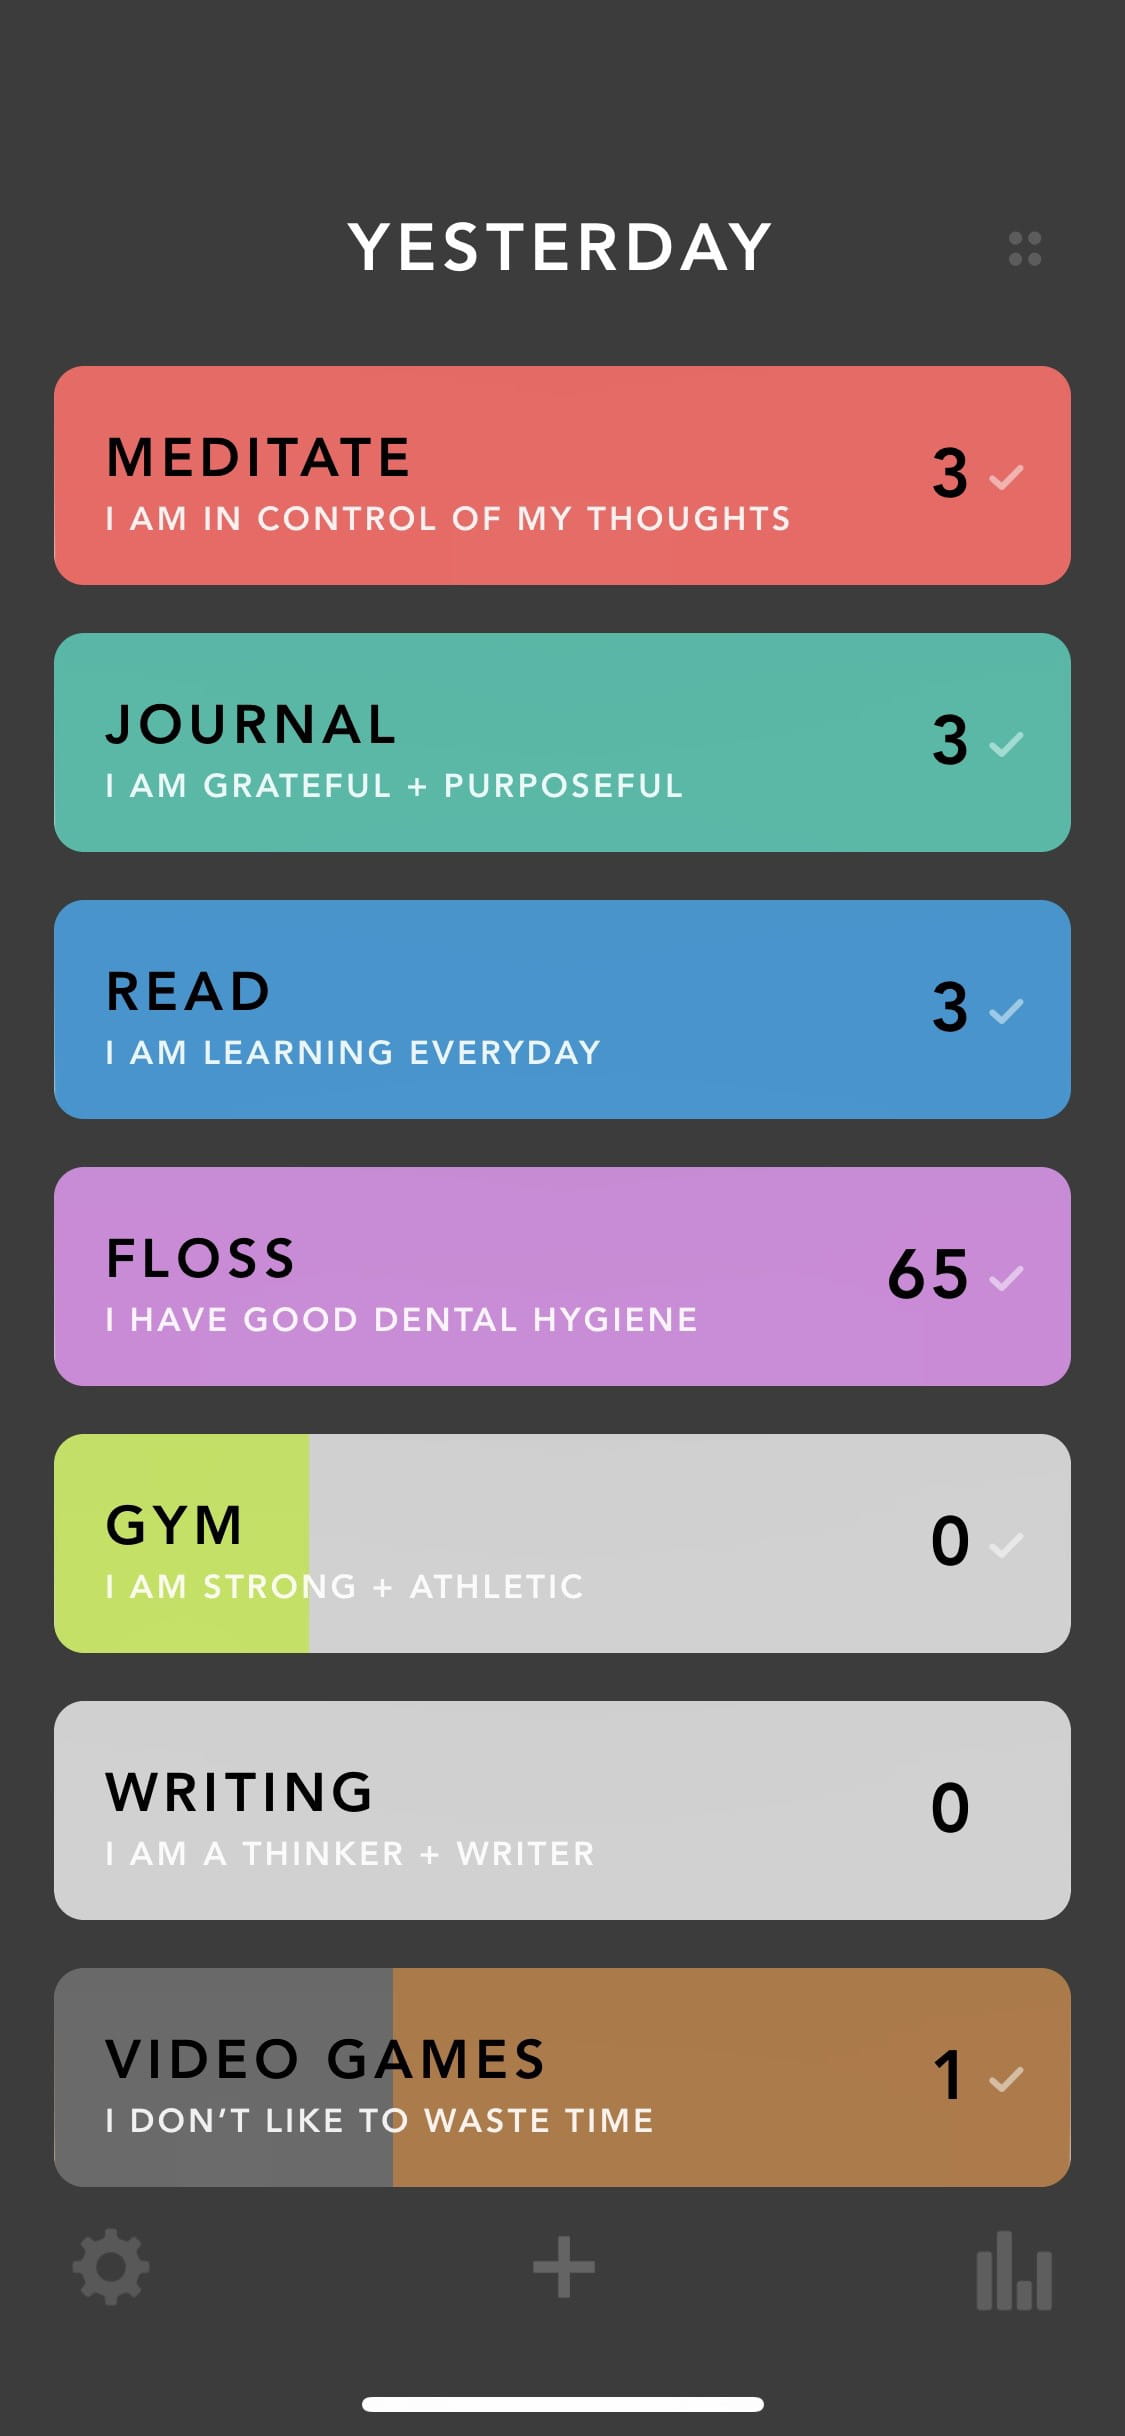 YESTERDAY
MEDITATE
I AM IN CONTROL OF MY THOUGHTS
3
JOURNAL
I AM GRATEFUL + PURPOSEFUL
3
READ
I AM LEARNING EVERYDAY
3
FLOSS
I HAVE GOOD DENTAL HYGIENE
65
GYM
I AM STRONG + ATHLETIC
0
WRITING
I AM A THINKER + WRITER
0
VIDEO GAMES
I DON'T LIKE TO WASTE TIME
1